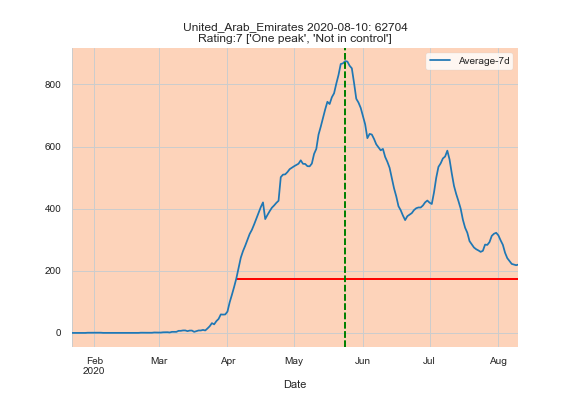 United_Arab_Emirates 2020-08-10: 62704
Rating:7 ['One peak', 'Not in control']
Average-7d
800
600
400
200
0
Feb
2020
Mar
Apr
May
Jun
Jul
Aug
Date